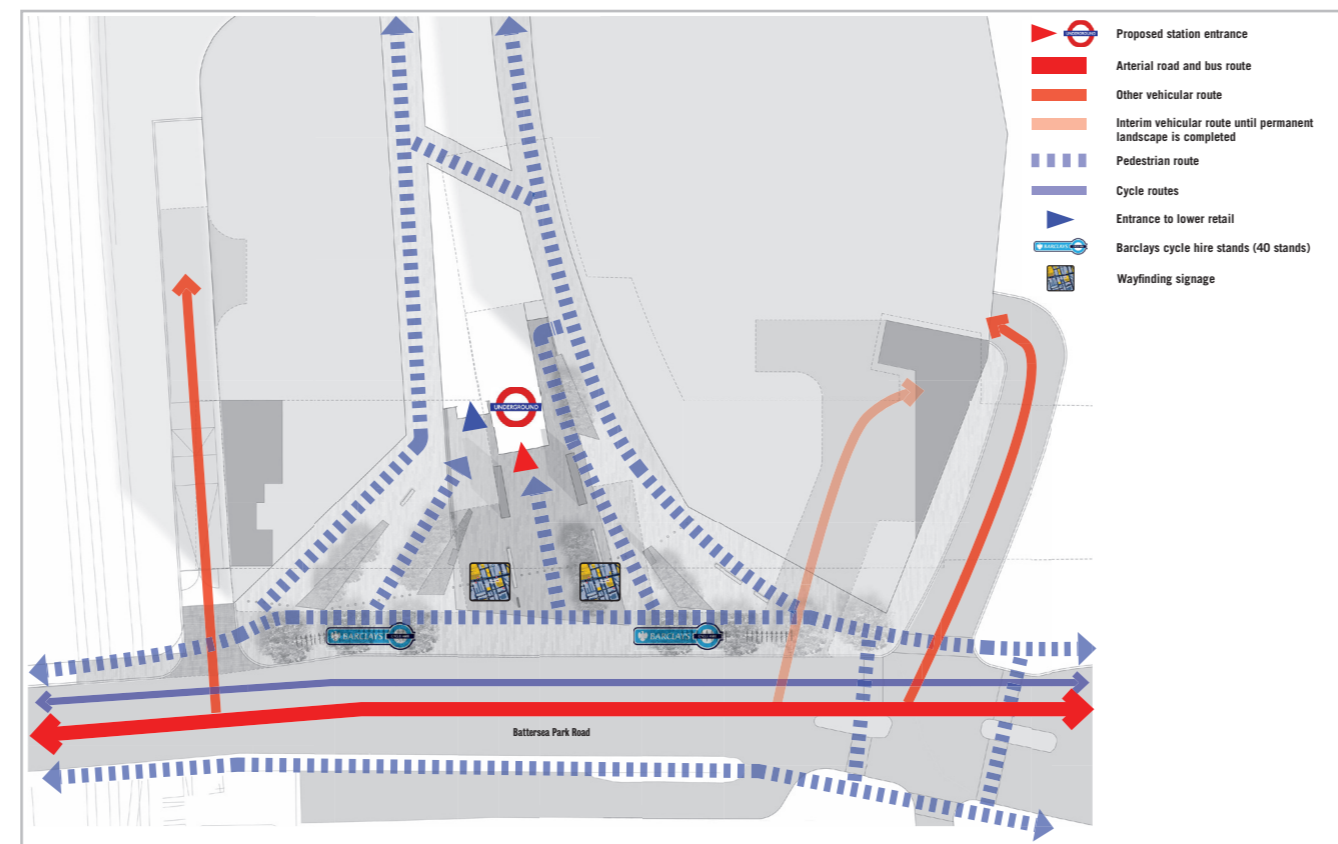 UNDERGROUND
Proposed station entrance
Arterial road and bus route
Other vehicular route
Interim vehicular route until permanent
landscape is completed
Pedestrian route
Cycle routes
Entrance to lower retail
BARCLAYS
Barclays cycle hire stands (40 stands)
Wayfinding signage
UNDERGROUND
BARCLAYS
BARCLAYS
Battersea Park Road